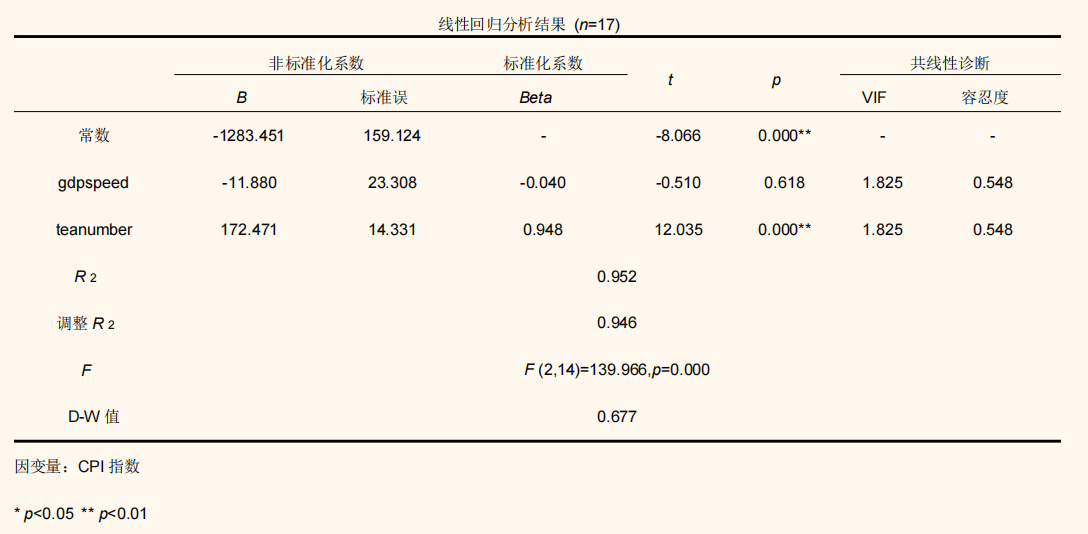 线性回归分析结果 (n=17)
非标准化系数 标准化系数 t p 共线性诊断
B 标准误 Beta VIF 容忍度
常数 -1283.451 159.124 - -8.066 0.000** - -
gdpspeed -11.880 23.308 -0.040 -0.510 0.618 1.825 0.548
teanumber 172.471 14.331 0.948 12.035 0.000** 1.825 0.548
R 2 0.952
调整 R 2 0.946
F F (2,14)=139.966,p=0.000
D-W 值 0.677
因变量：CPI 指数
* p<0.05 ** p<0.01